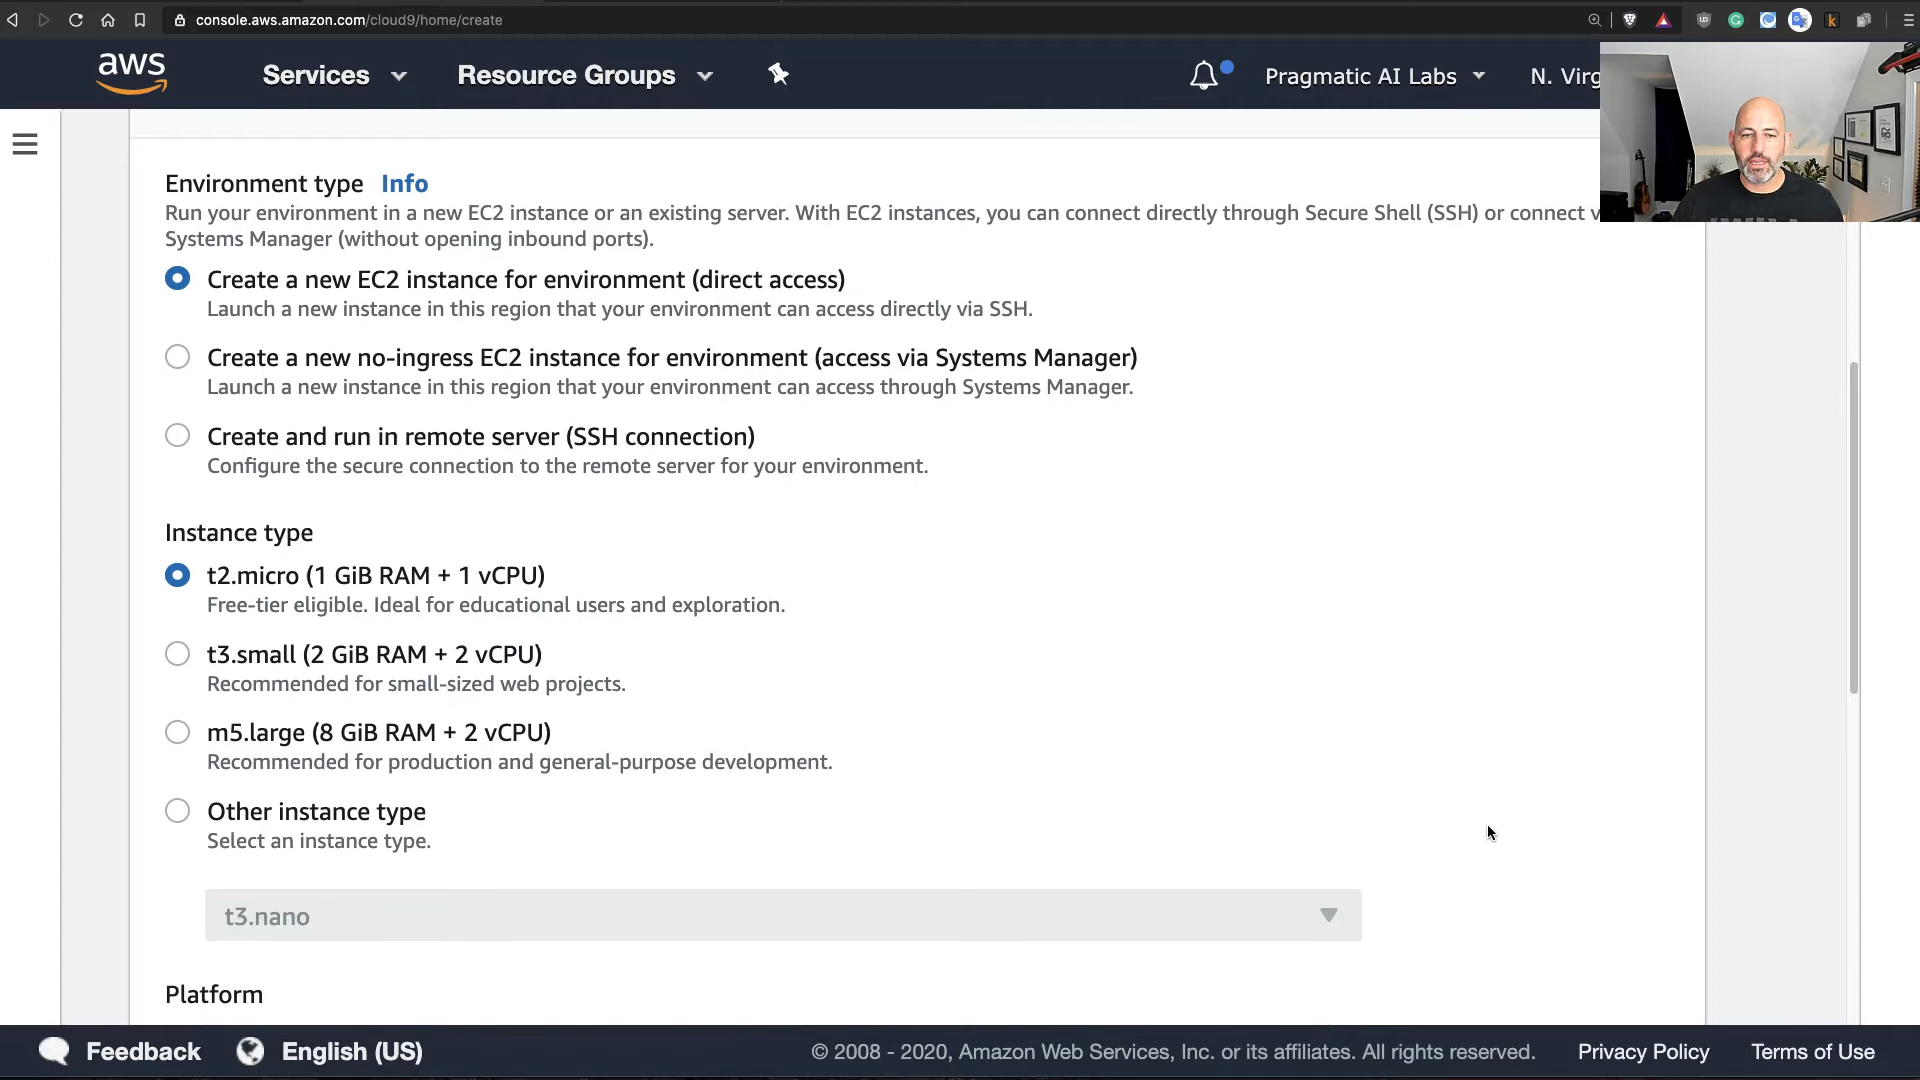 console.aws.amazon.com/cloud9/home/create
aws
Services
Resource Groups
Pragmatic AI Labs
N. Virg
Environment type Info
Run your environment in a new EC2 instance or an existing server. With EC2 instances, you can connect directly through Secure Shell (SSH) or connect v
Systems Manager (without opening inbound ports).
Create a new EC2 instance for environment (direct access)
Launch a new instance in this region that your environment can access directly via SSH.
Create a new no-ingress EC2 instance for environment (access via Systems Manager)
Launch a new instance in this region that your environment can access through Systems Manager.
Create and run in remote server (SSH connection)
Configure the secure connection to the remote server for your environment.
Instance type
t2.micro (1 GiB RAM + 1 vCPU)
Free-tier eligible. Ideal for educational users and exploration.
t3.small (2 GiB RAM + 2 vCPU)
Recommended for small-sized web projects.
m5.large (8 GiB RAM + 2 vCPU)
Recommended for production and general-purpose development.
Other instance type
Select an instance type.
t3.nano
Platform
Feedback
English (US)
© 2008 - 2020, Amazon Web Services, Inc. or its affiliates. All rights reserved.
Privacy Policy
Terms of Use